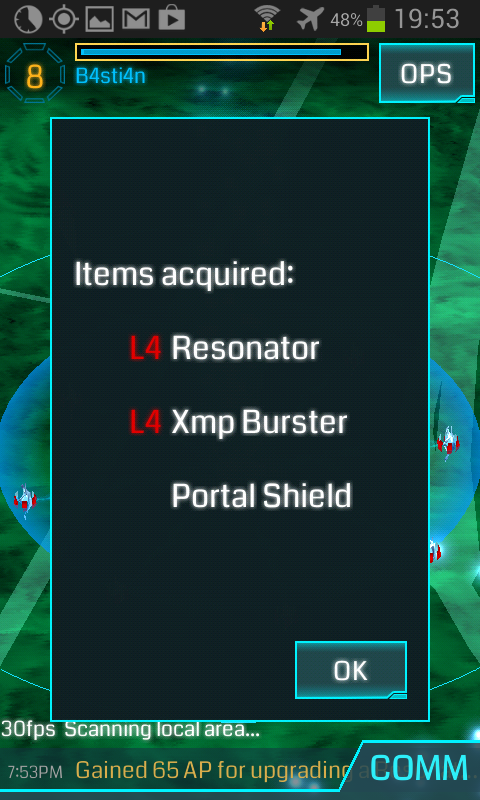 48% 19:53
8 B4sti4n OPS
Items acquired:
L4 Resonator
L4 Xmp Burster
Portal Shield
OK
30fps Scanning local area...
7:53PM Gained 65 AP for upgrading a
COMM